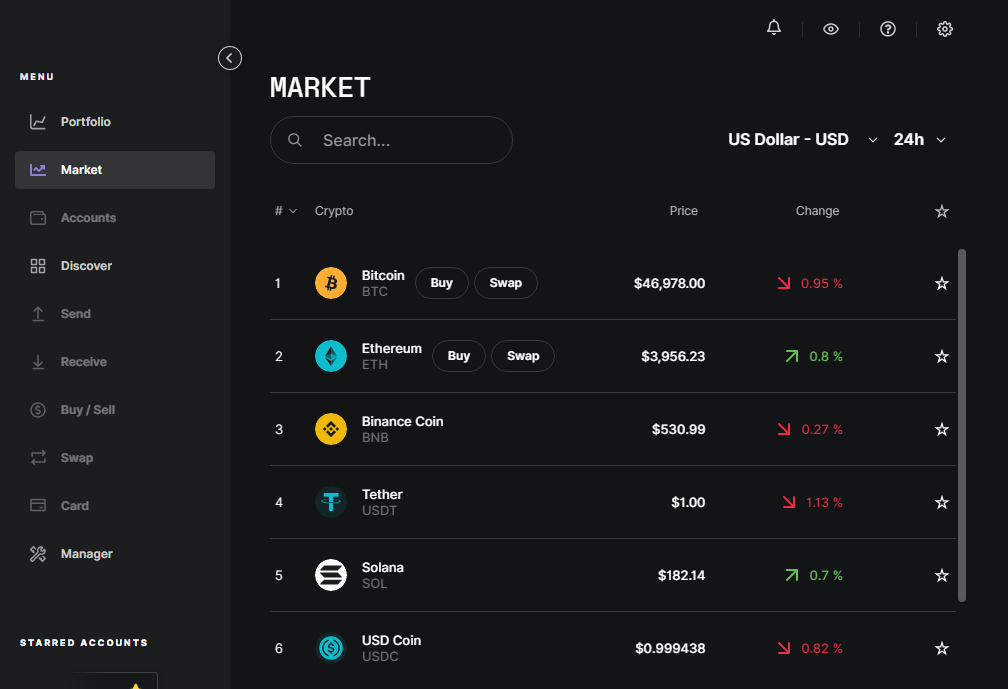 MENU
Portfolio
Market
Accounts
Discover
Send
Receive
Buy / Sell
Swap
Card
Manager
STARRED ACCOUNTS
MARKET
Search...
US Dollar - USD 24h
# Crypto Price Change
1 Bitcoin BTC Buy Swap $46,978.00 0.95 %
2 Ethereum ETH Buy Swap $3,956.23 0.8 %
3 Binance Coin BNB $530.99 0.27 %
4 Tether USDT $1.00 1.13 %
5 Solana SOL $182.14 0.7 %
6 USD Coin USDC $0.999438 0.82 %